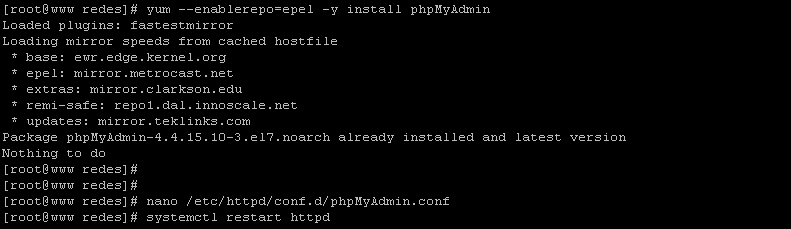 [root@www redes]# yum --enablerepo=epel -y install phpMyAdmin
Loaded plugins: fastestmirror
Loading mirror speeds from cached hostfile
 * base: ewr.edge.kernel.org
 * epel: mirror.metrocast.net
 * extras: mirror.clarkson.edu
 * remi-safe: repo1.dal.innoscale.net
 * updates: mirror.teklinks.com
Package phpMyAdmin-4.4.15.10-3.el7.noarch already installed and latest version
Nothing to do
[root@www redes]#
[root@www redes]#
[root@www redes]# nano /etc/httpd/conf.d/phpMyAdmin.conf
[root@www redes]# systemctl restart httpd